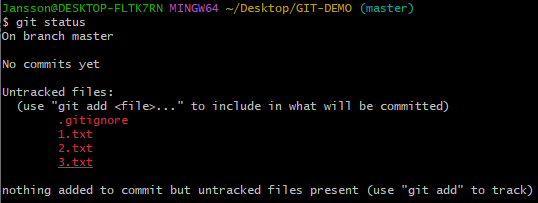 Jansson@DESKTOP-FLTK7RN MINGW64 ~/Desktop/GIT-DEMO (master)
$ git status
On branch master
No commits yet
Untracked files:
(use "git add <file>..." to include in what will be committed)
.gitignore
1.txt
2.txt
3.txt
nothing added to commit but untracked files present (use "git add" to track)